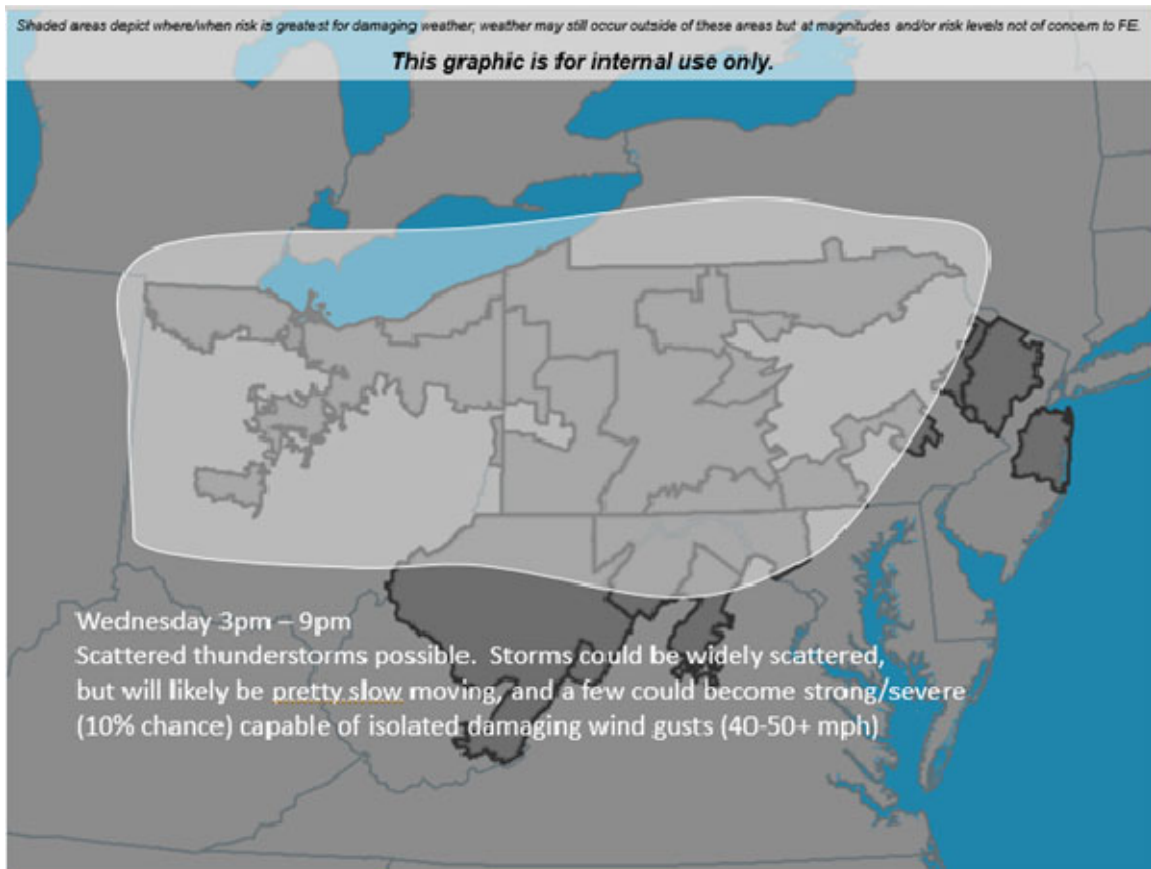 Shaded areas depict where/when risk is greatest for damaging weather; weather may still occur outside of these areas but at magnitudes and/or risk levels not of concern to FE.
This graphic is for internal use only.
Wednesday 3pm – 9pm
Scattered thunderstorms possible.  Storms could be widely scattered,
but will likely be pretty slow moving, and a few could become strong/severe
(10% chance) capable of isolated damaging wind gusts (40-50+ mph)